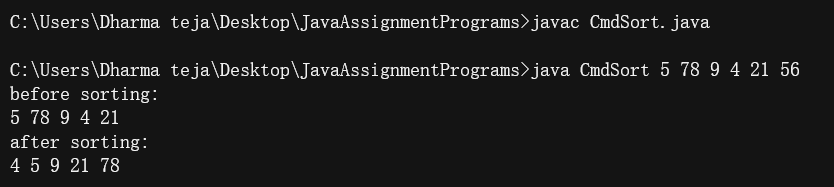 C:\Users\Dharma teja\Desktop\JavaAssignmentPrograms>javac CmdSort.java
C:\Users\Dharma teja\Desktop\JavaAssignmentPrograms>java CmdSort 5 78 9 4 21 56
before sorting:
5 78 9 4 21
after sorting:
4 5 9 21 78